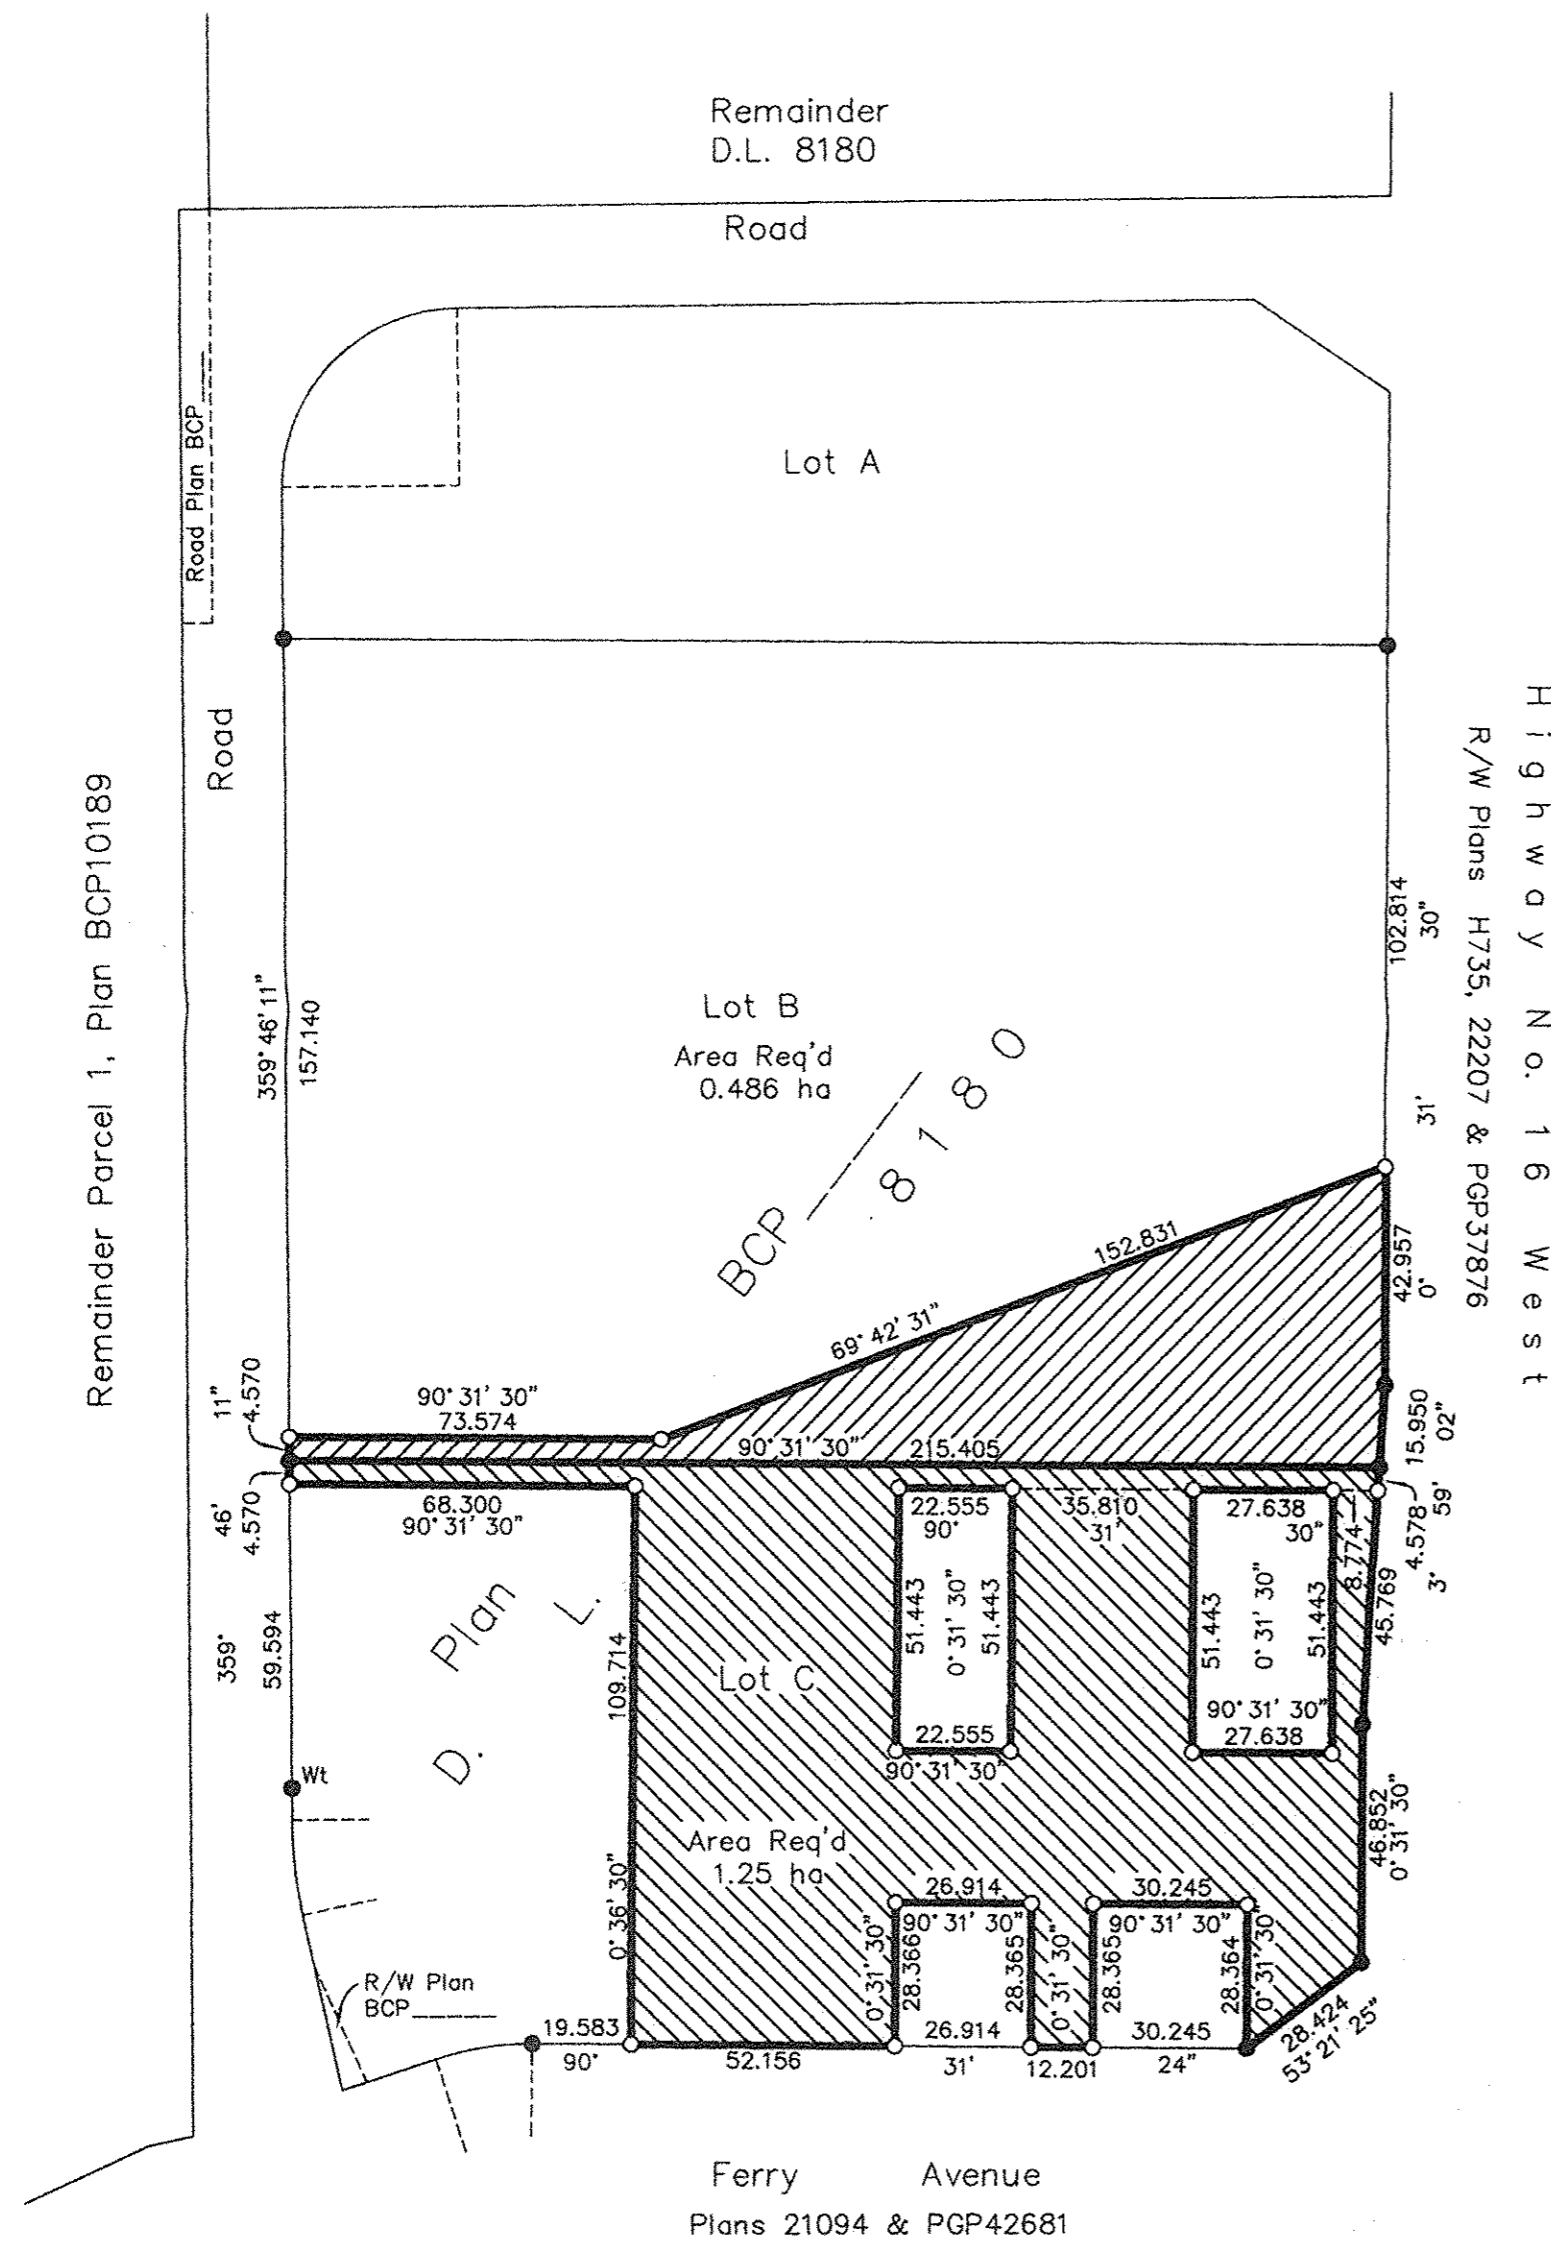 Remainder
D.L. 8180
Road
Road Plan BCP____
Lot A
Road
Remainder Parcel 1, Plan BCP10189
Highway No. 16 West
R/W Plans H735, 22207 & PGP37876
102.814
30"
31'
359° 46' 11"
157.140
Lot B
Area Req'd
0.486 ha
BCP
8180
152.831
69° 42' 31"
42.957
0°
11"
4.570
90° 31' 30"
73.574
90° 31' 30"
215.405
15.950
02"
46'
4.570
68.300
90° 31' 30"
22.555
90°
35.810
31'
27.638
30"
8.774
4.578
59'
3°
45.769
359°
59.594
Plan
D. L.
109.714
0° 36' 30"
Lot C
51.443
0° 31' 30"
51.443
51.443
0° 31' 30"
51.443
22.555
90° 31' 30"
90° 31' 30"
27.638
Wt
Area Req'd
1.25 ha
46.852
0° 31' 30"
26.914
90° 31' 30"
30.245
90° 31' 30"
0° 31' 30"
28.366
28.365
0° 31' 30"
28.365
28.364
0° 31' 30"
R/W Plan
BCP______
19.583
90°
52.156
26.914
31'
12.201
30.245
24"
28.424
53° 21' 25"
Ferry Avenue
Plans 21094 & PGP42681